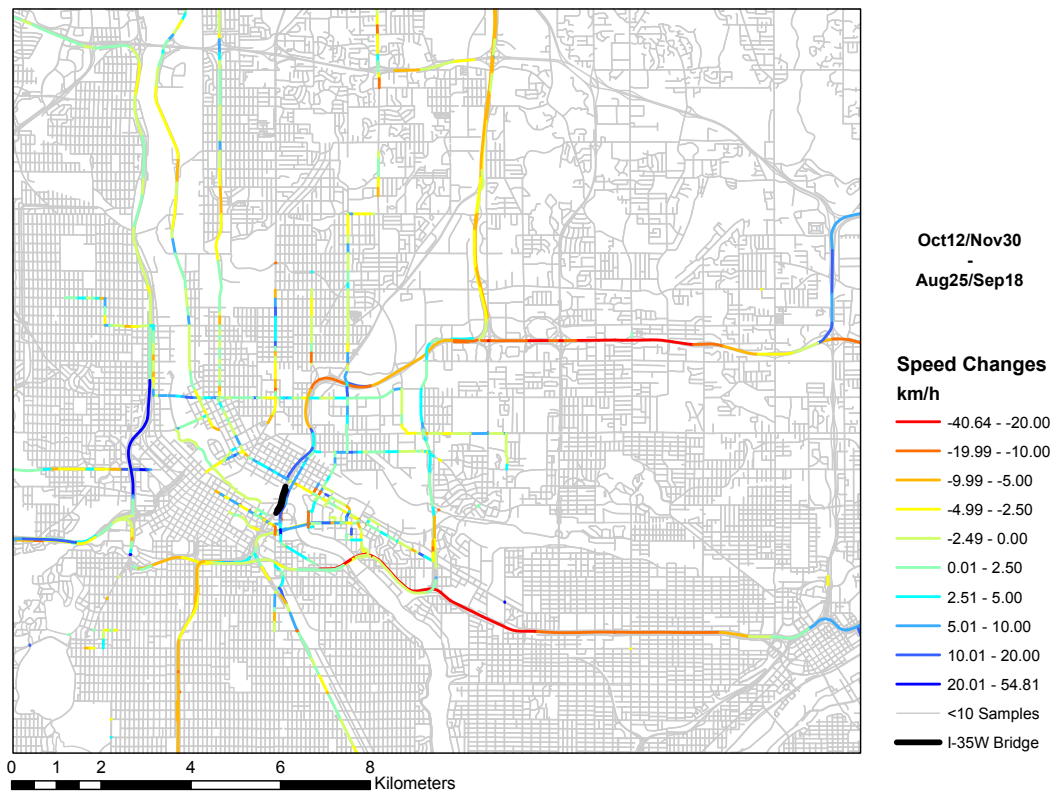 Oct12/Nov30
-
Aug25/Sep18
Speed Changes
km/h
-40.64 - -20.00
-19.99 - -10.00
-9.99 - -5.00
-4.99 - -2.50
-2.49 - 0.00
0.01 - 2.50
2.51 - 5.00
5.01 - 10.00
10.01 - 20.00
20.01 - 54.81
<10 Samples
I-35W Bridge
0 1 2 4 6 8
Kilometers